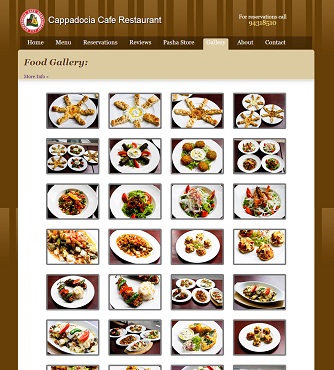 Cappadocia Cafe Restaurant
For reservations call
94318510
Home Menu Reservations Reviews Pasha Store Gallery About Contact
Food Gallery:
More Info »